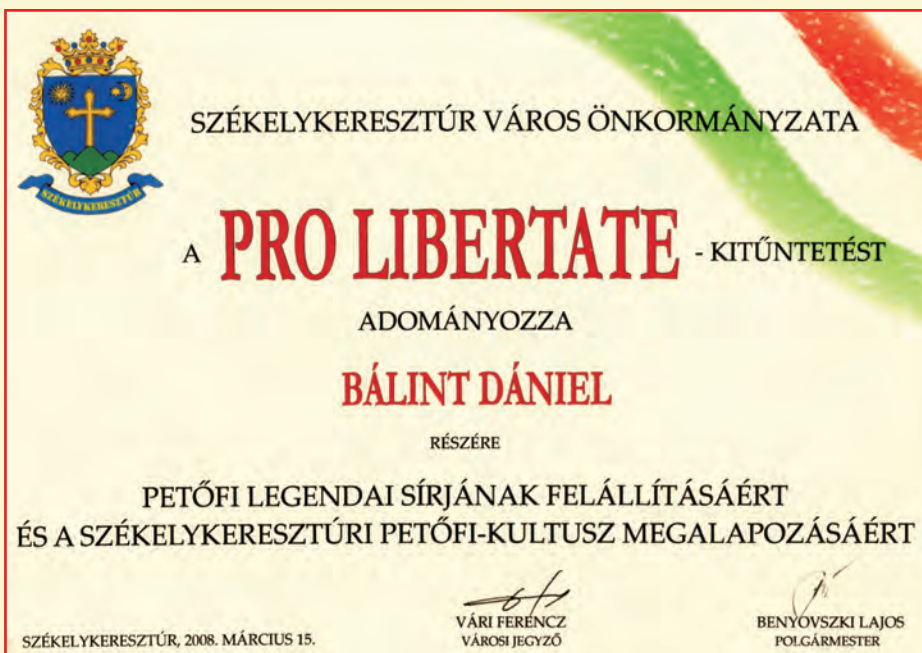 SZÉKELYKERESZTÚR
SZÉKELYKERESZTÚR VÁROS ÖNKORMÁNYZATA
A PRO LIBERTATE - KITŰNTETÉST
ADOMÁNYOZZA
BÁLINT DÁNIEL
RÉSZÉRE
PETŐFI LEGENDAI SÍRJÁNAK FELÁLLÍTÁSÁÉRT
ÉS A SZÉKELYKERESZTÚRI PETŐFI-KULTUSZ MEGALAPOZÁSÁÉRT
VÁRI FERENCZ
VÁROSI JEGYZŐ
BENYOVSZKI LAJOS
POLGÁRMESTER
SZÉKELYKERESZTÚR, 2008. MÁRCIUS 15.